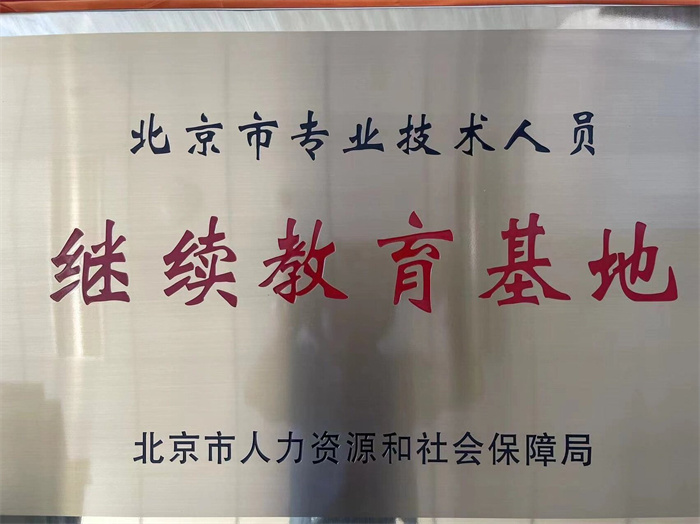 北京市专业技术人员
继续教育基地
北京市人力资源和社会保障局